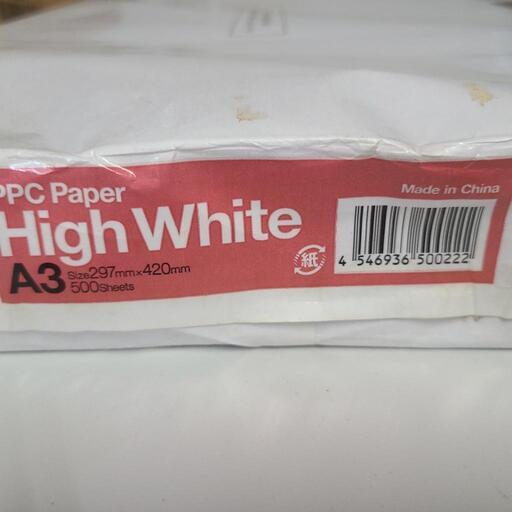 PPC Paper
High White
Made in China
A3 Size297mm×420mm
500Sheets
紙
4 546936 500222